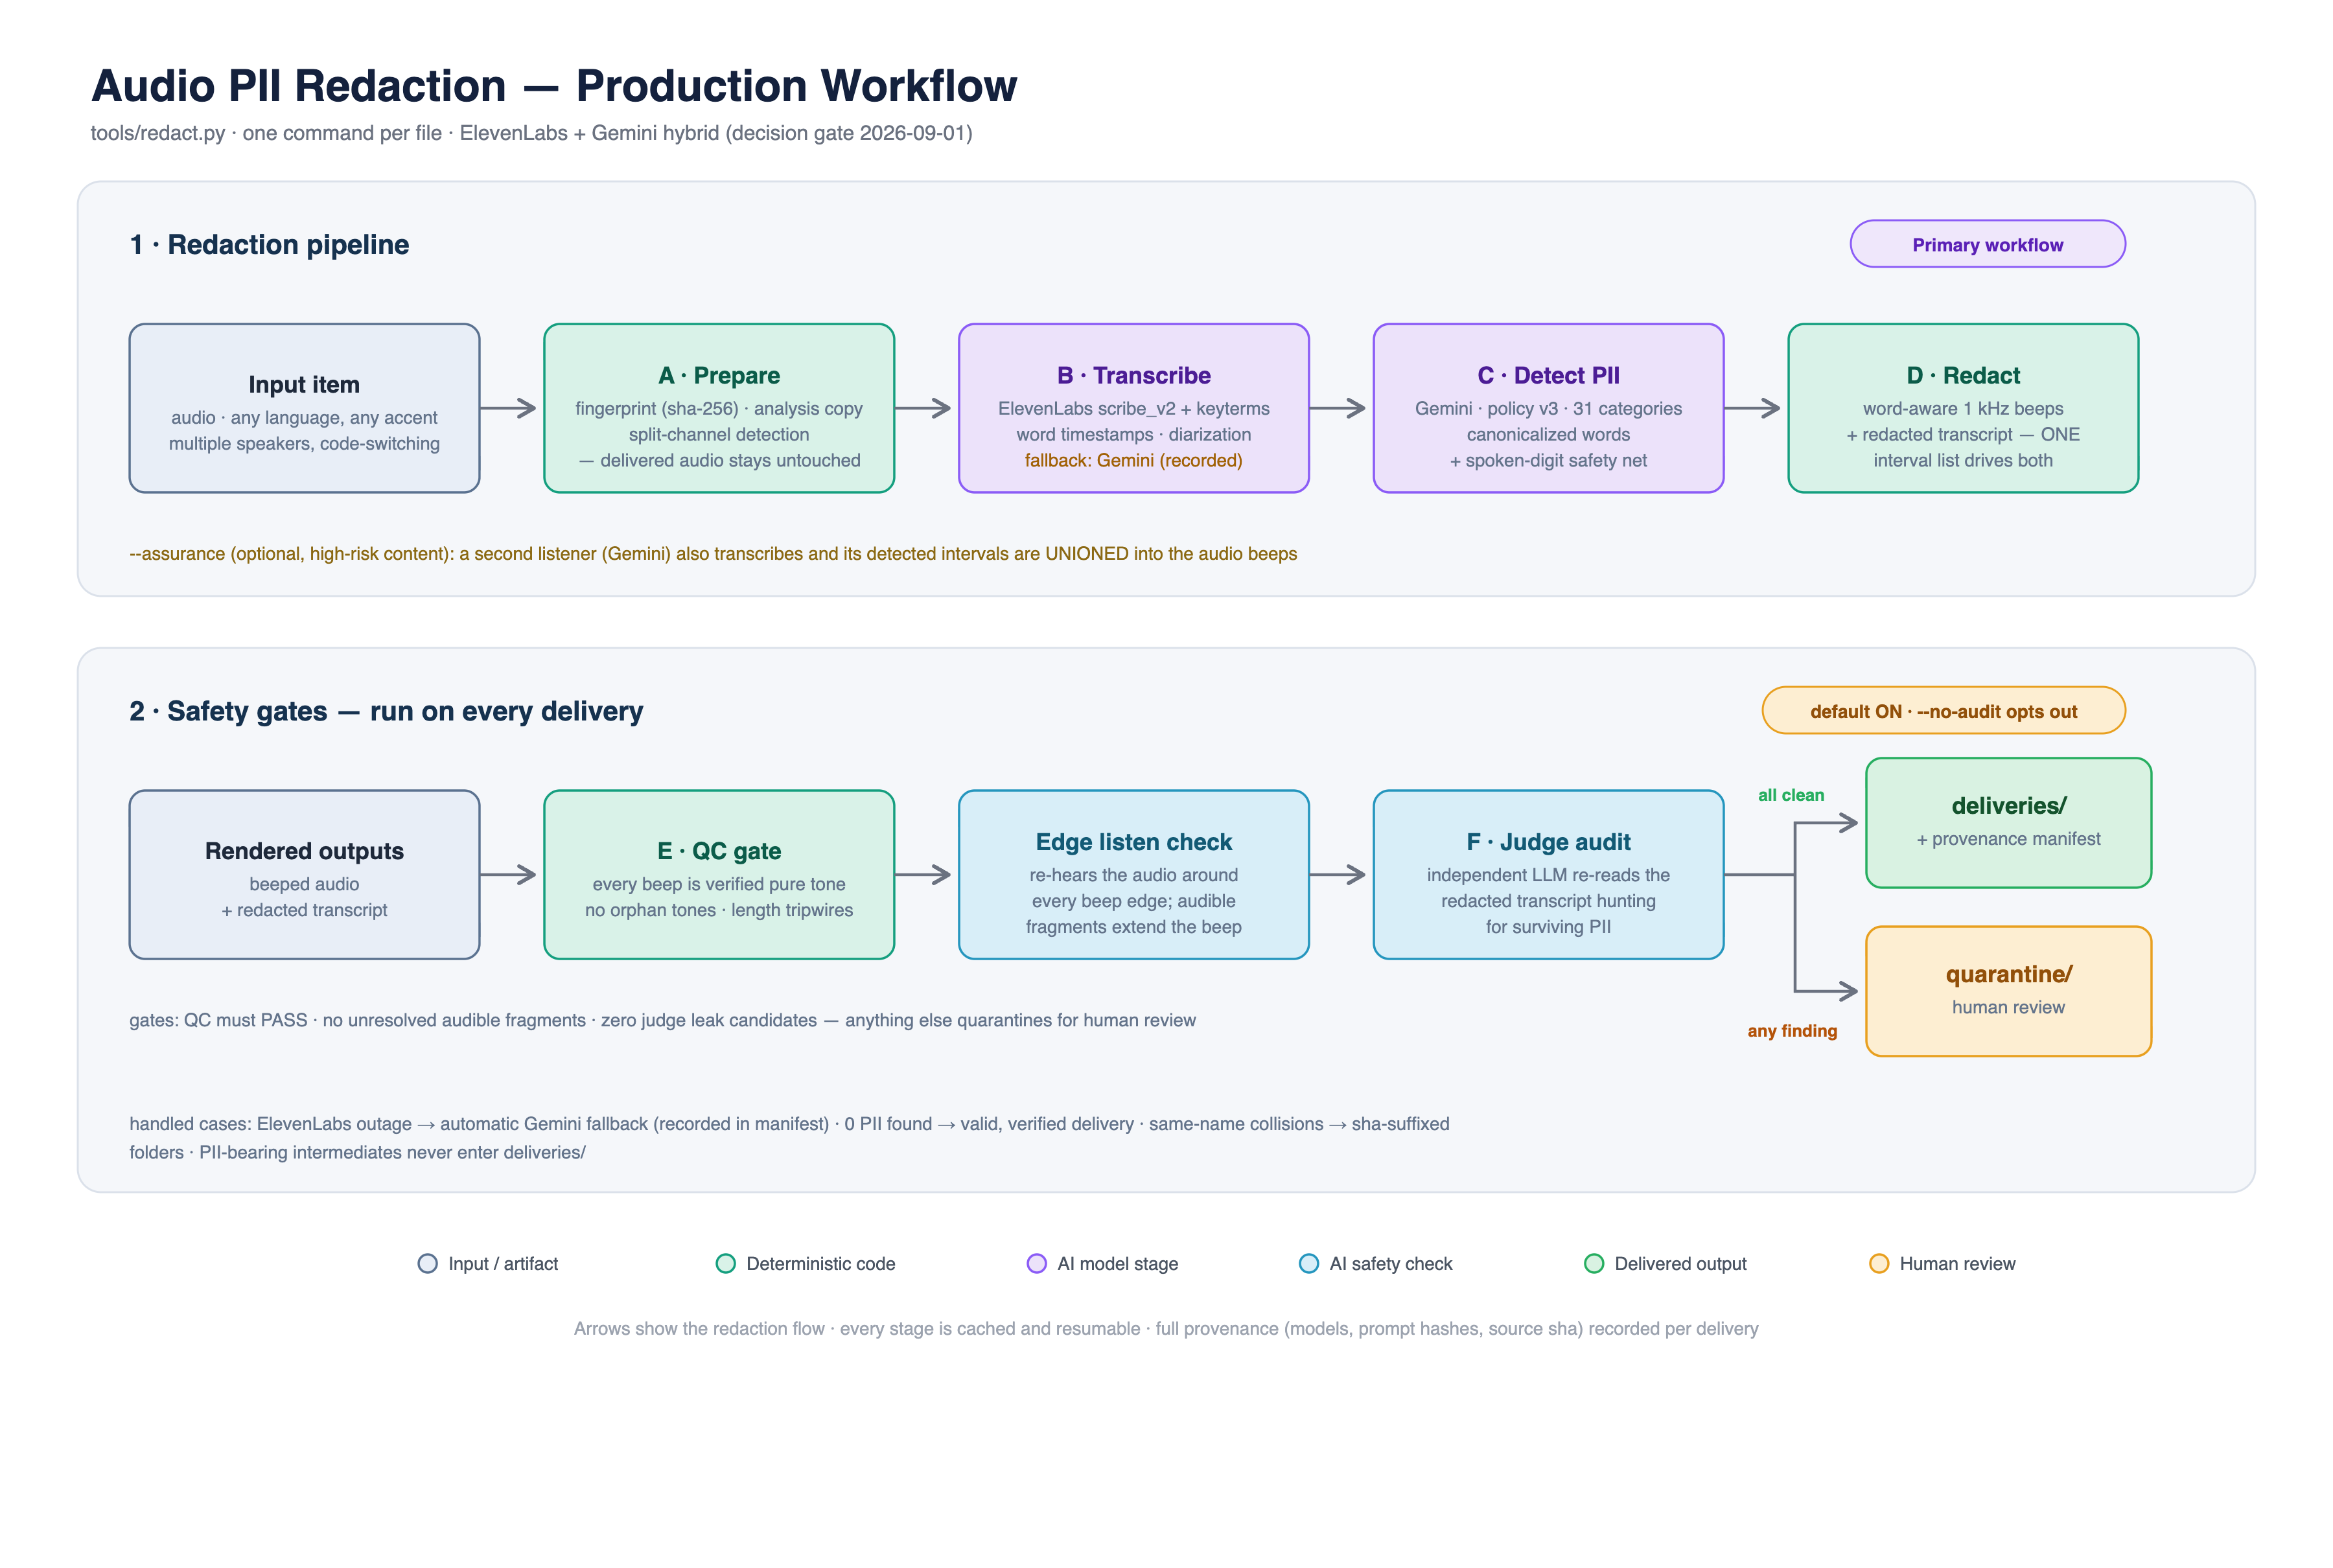 Audio PII Redaction — Production Workflow
tools/redact.py · one command per file · ElevenLabs + Gemini hybrid (decision gate 2026-09-01)
1 · Redaction pipeline
Primary workflow
Input item
audio · any language, any accent
multiple speakers, code-switching
A · Prepare
fingerprint (sha-256) · analysis copy
split-channel detection
— delivered audio stays untouched
B · Transcribe
ElevenLabs scribe_v2 + keyterms
word timestamps · diarization
fallback: Gemini (recorded)
C · Detect PII
Gemini · policy v3 · 31 categories
canonicalized words
+ spoken-digit safety net
D · Redact
word-aware 1 kHz beeps
+ redacted transcript — ONE
interval list drives both
--assurance (optional, high-risk content): a second listener (Gemini) also transcribes and its detected intervals are UNIONED into the audio beeps
2 · Safety gates — run on every delivery
default ON · --no-audit opts out
Rendered outputs
beeped audio
+ redacted transcript
E · QC gate
every beep is verified pure tone
no orphan tones · length tripwires
Edge listen check
re-hears the audio around
every beep edge; audible
fragments extend the beep
F · Judge audit
independent LLM re-reads the
redacted transcript hunting
for surviving PII
all clean
deliveries/
+ provenance manifest
any finding
quarantine/
human review
gates: QC must PASS · no unresolved audible fragments · zero judge leak candidates — anything else quarantines for human review
handled cases: ElevenLabs outage → automatic Gemini fallback (recorded in manifest) · 0 PII found → valid, verified delivery · same-name collisions → sha-suffixed
folders · PII-bearing intermediates never enter deliveries/
Input / artifact
Deterministic code
AI model stage
AI safety check
Delivered output
Human review
Arrows show the redaction flow · every stage is cached and resumable · full provenance (models, prompt hashes, source sha) recorded per delivery